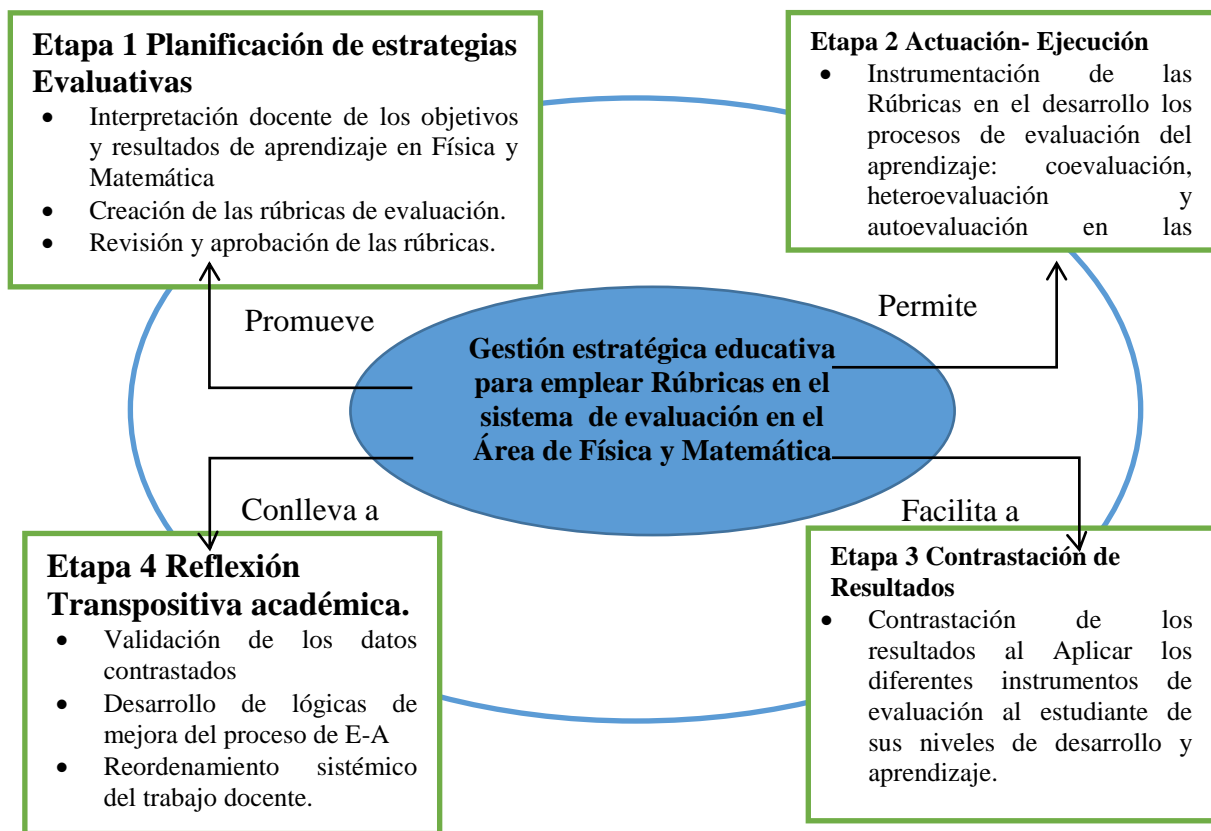 Etapa 1 Planificación de estrategias
Evaluativas
• Interpretación docente de los objetivos
y resultados de aprendizaje en Física y
Matemática
• Creación de las rúbricas de evaluación.
• Revisión y aprobación de las rúbricas.
Etapa 2 Actuación- Ejecución
• Instrumentación de las
Rúbricas en el desarrollo los
procesos de evaluación del
aprendizaje: coevaluación,
heteroevaluación y
autoevaluación en las
Promueve
Permite
Gestión estratégica educativa
para emplear Rúbricas en el
sistema de evaluación en el
Área de Física y Matemática
Conlleva a
Facilita a
Etapa 4 Reflexión
Transpositiva académica.
• Validación de los datos
contrastados
• Desarrollo de lógicas de
mejora del proceso de E-A
• Reordenamiento sistémico
del trabajo docente.
Etapa 3 Contrastación de
Resultados
• Contrastación de los
resultados al Aplicar los
diferentes instrumentos de
evaluación al estudiante de
sus niveles de desarrollo y
aprendizaje.